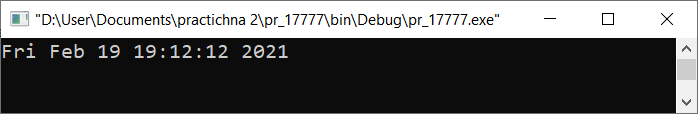 "D:\User\Documents\practichna 2\pr_17777\bin\Debug\pr_17777.exe"
Fri Feb 19 19:12:12 2021